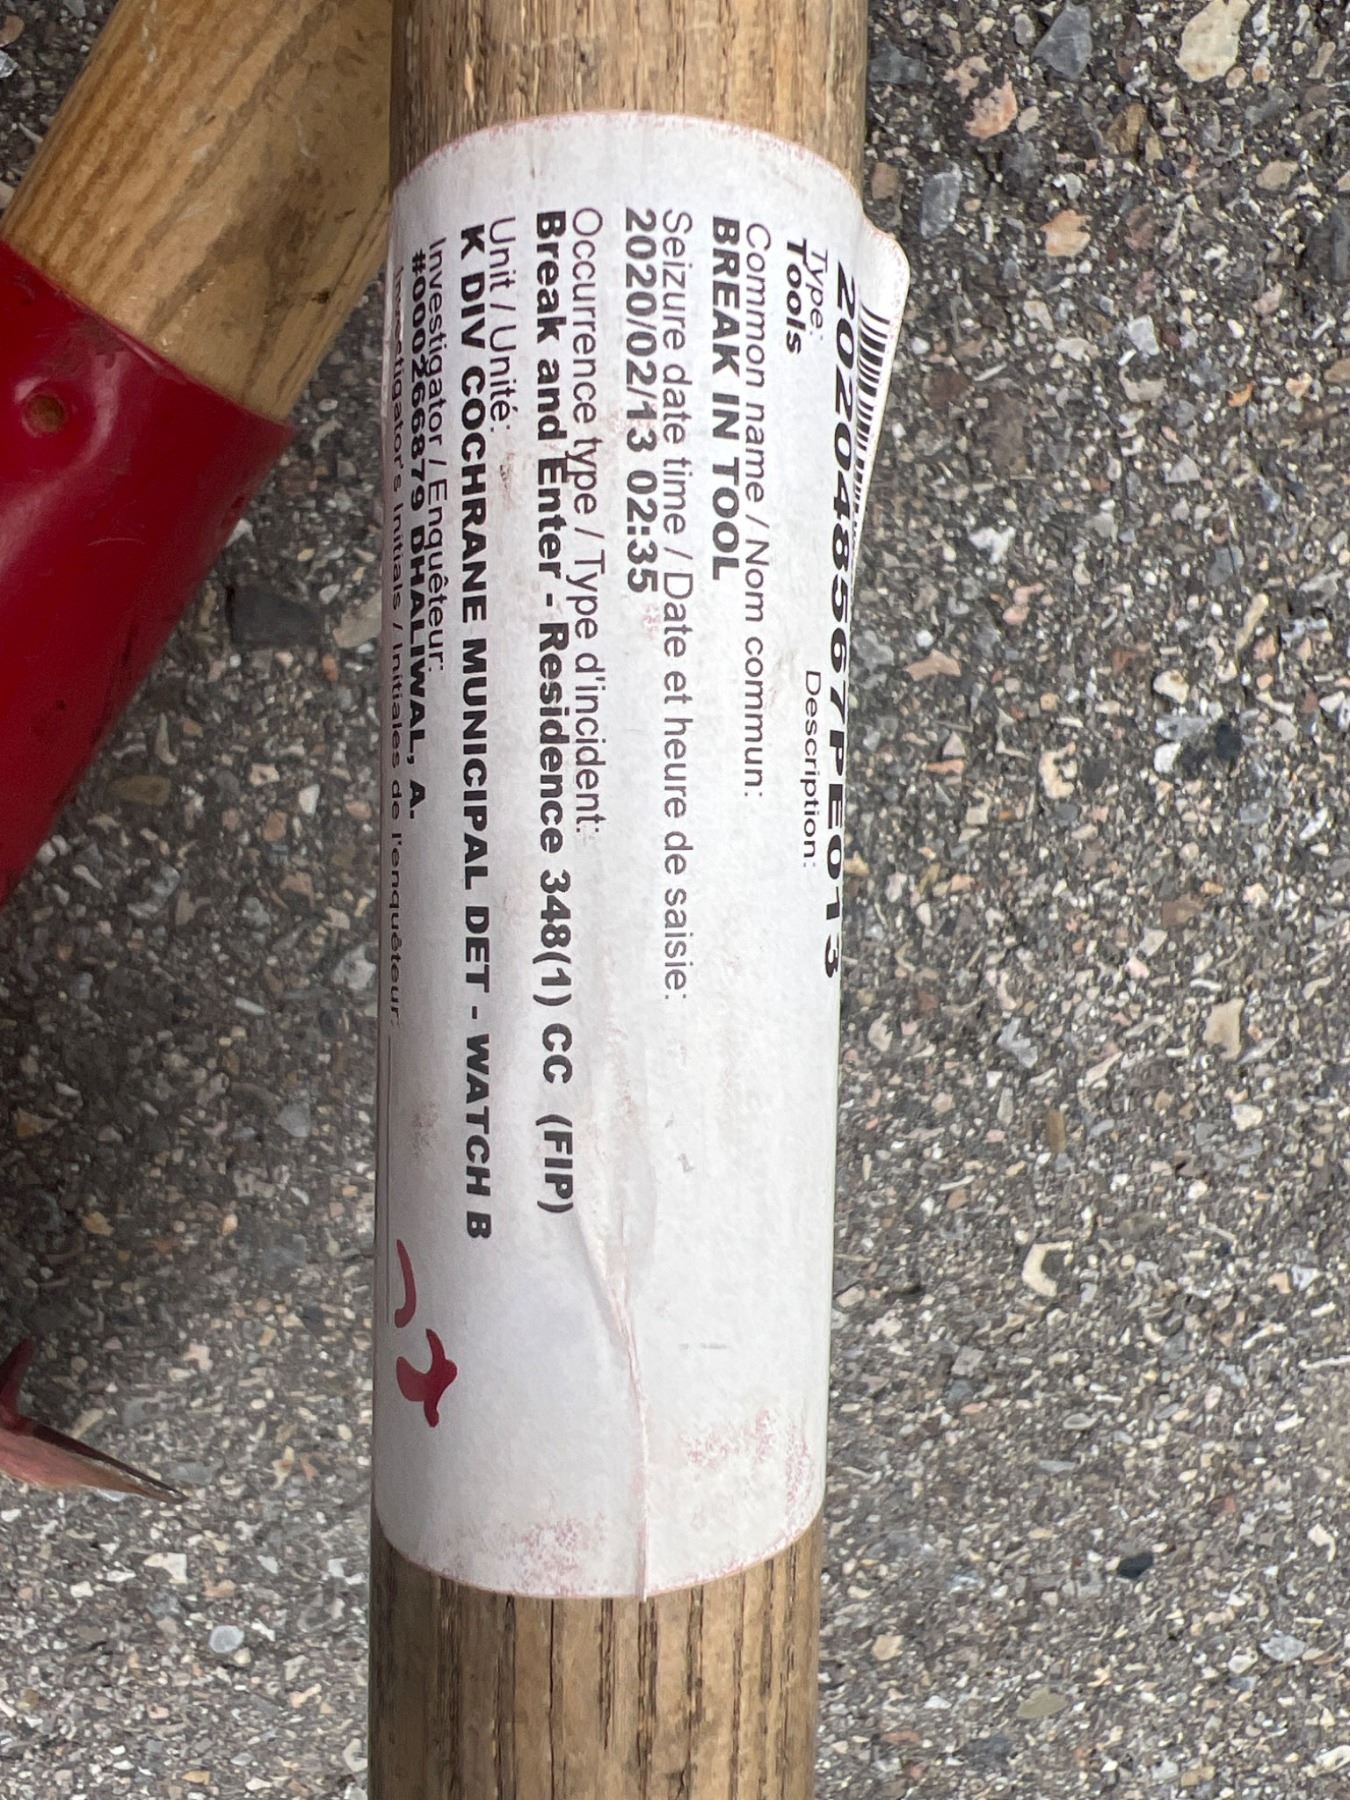 20220485667PE013
Type:
Description:
Tools
Common name / Nom commun:
BREAK IN TOOL
Seizure date time / Date et heure de saisie:
2020/02/13 02:35
Occurrence type / Type d'incident:
Break and Enter - Residence 348(1) CC (FIP)
Unit / Unité:
K DIV COCHRANE MUNICIPAL DET - WATCH B
Investigator / Enquêteur:
#000266879 DHALIWAL, A.
Investigator's Initials / Initiales de l'enquêteur: